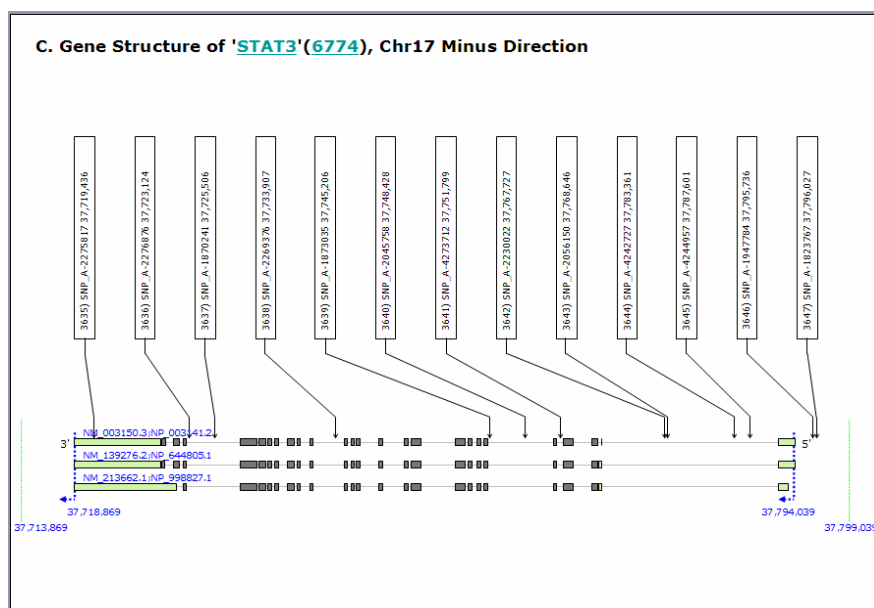 C. Gene Structure of 'STAT3'(6774), Chr17 Minus Direction
3635) SNP_A-2275817 37,719,436
3636) SNP_A-2276876 37,723,124
3637) SNP_A-1870241 37,725,506
3638) SNP_A-2269376 37,733,907
3639) SNP_A-1873035 37,745,206
3640) SNP_A-2045758 37,748,428
3641) SNP_A-4273712 37,751,799
3642) SNP_A-2230022 37,767,727
3643) SNP_A-2056150 37,768,646
3644) SNP_A-4242727 37,783,361
3645) SNP_A-4244957 37,787,601
3646) SNP_A-1947784 37,795,736
3647) SNP_A-1823767 37,796,027
NM_003150.3;NP_003141.2
3' 5'
NM_139276.2;NP_644805.1
NM_213662.1;NP_998827.1
37,718,869 37,794,039
37,713,869 37,799,039